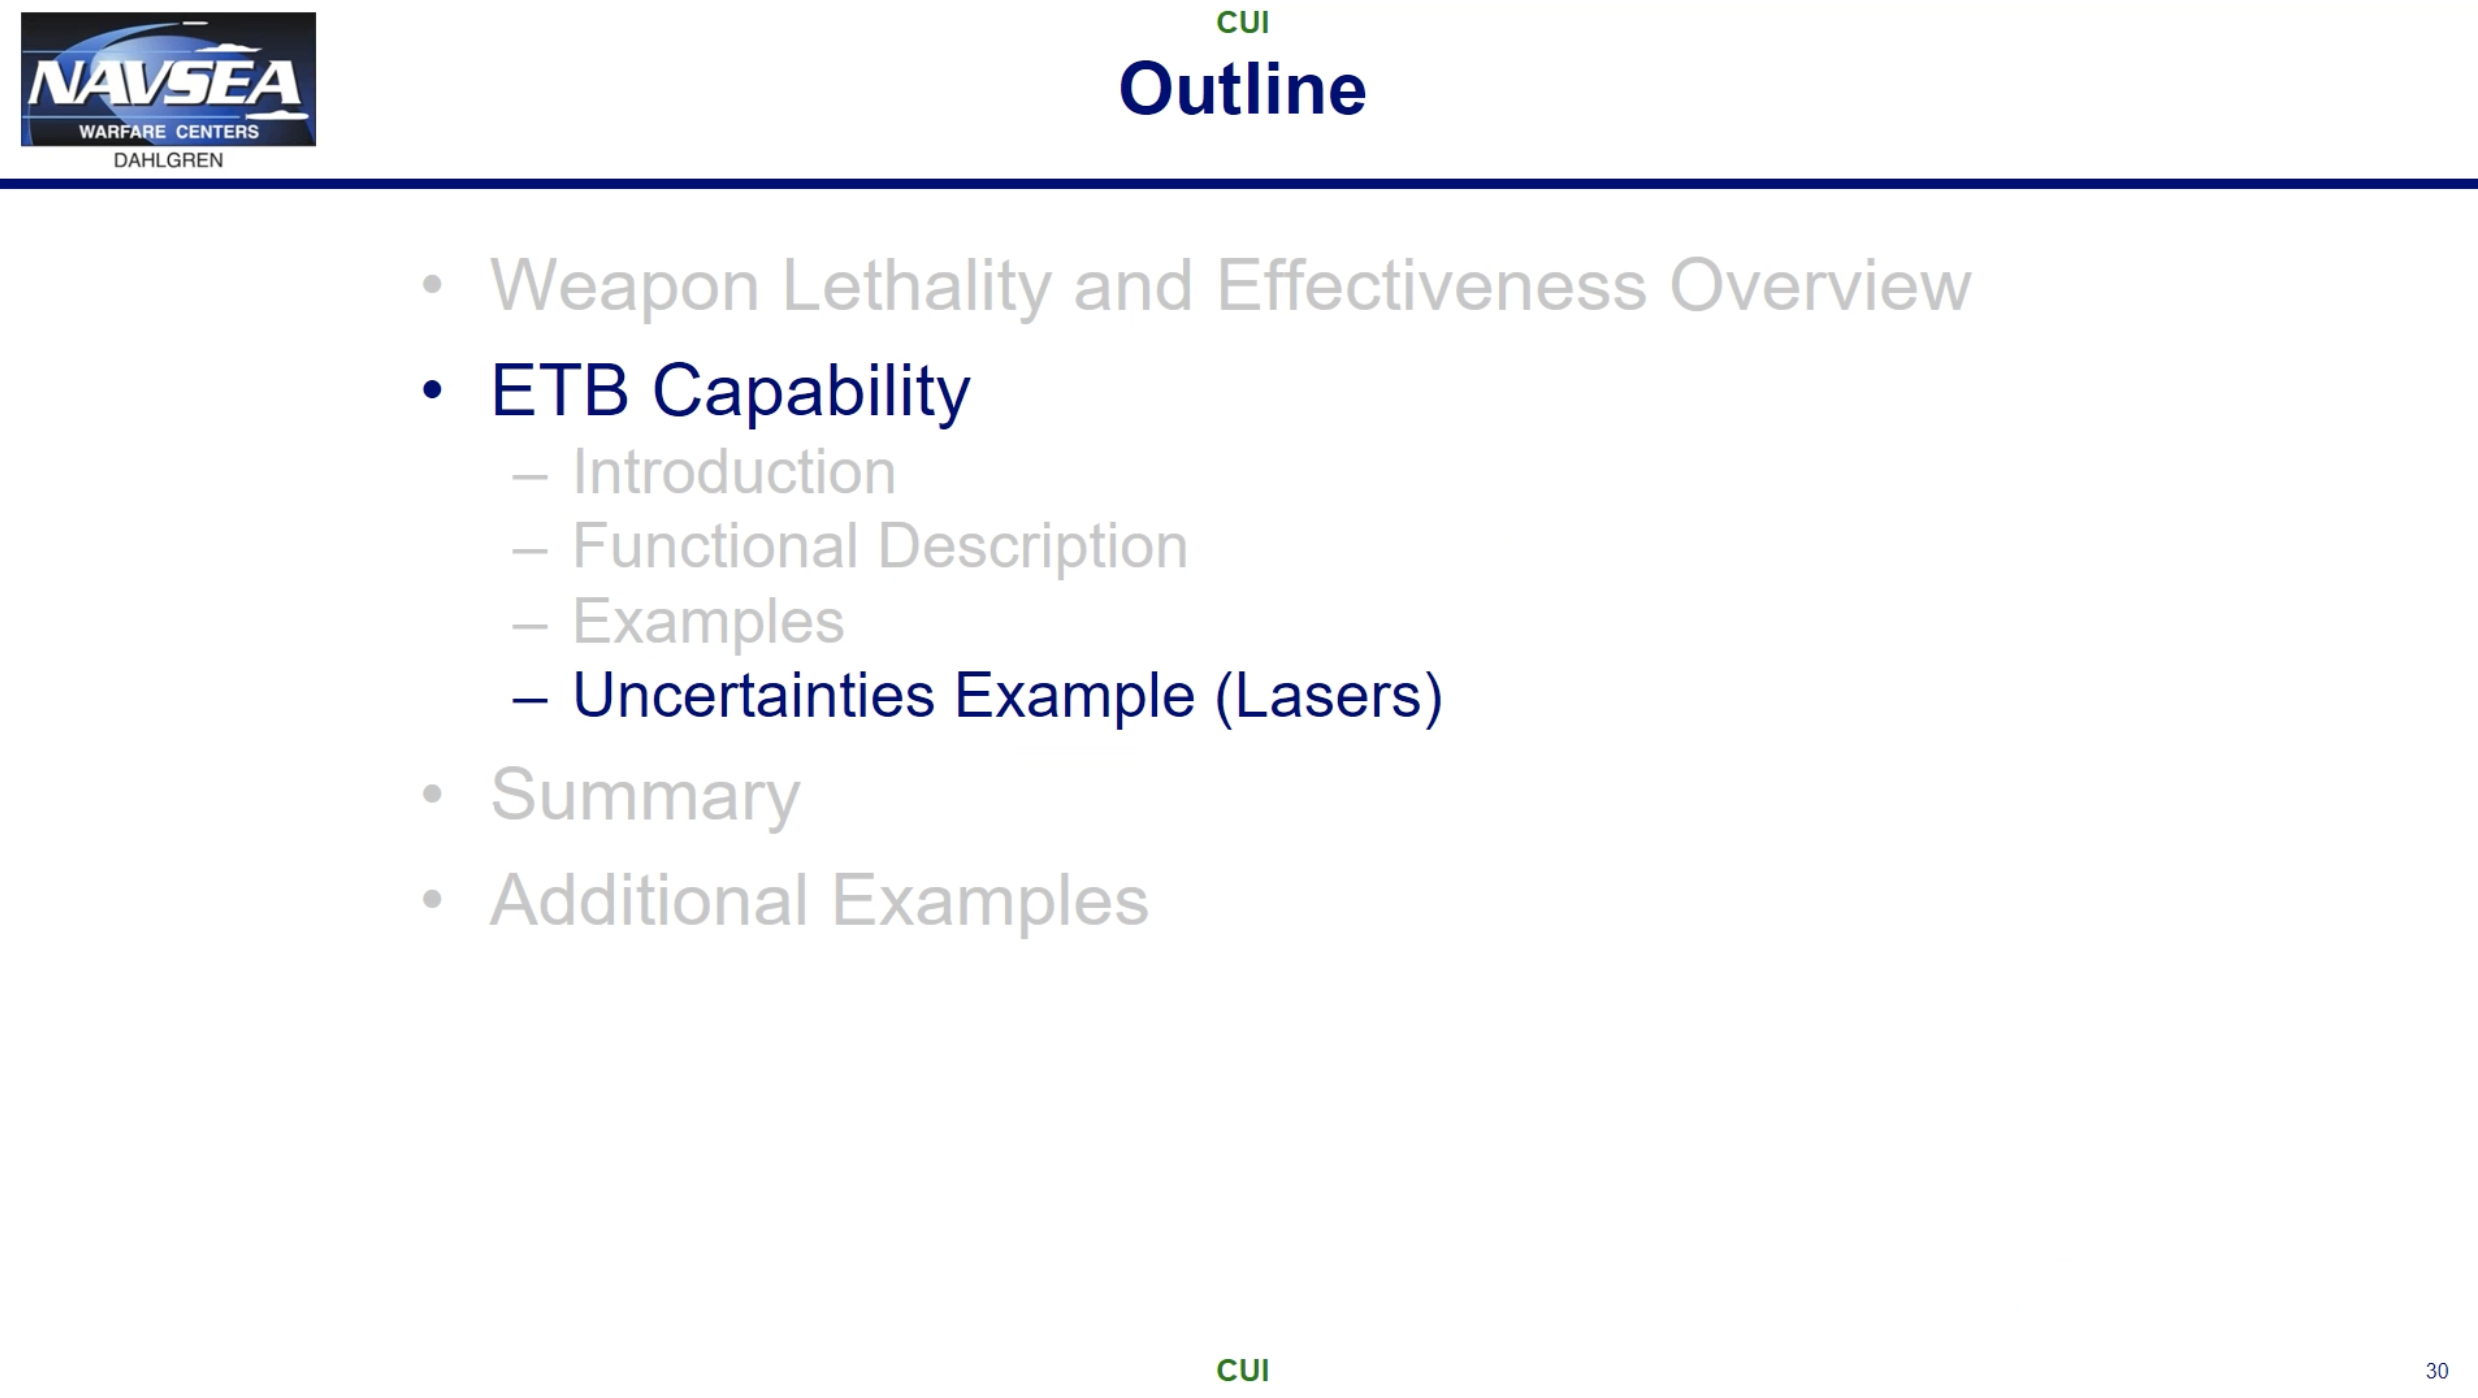 CUI
NAVSEA
WARFARE CENTERS
DAHLGREN
Outline
• Weapon Lethality and Effectiveness Overview
• ETB Capability
– Introduction
– Functional Description
– Examples
– Uncertainties Example (Lasers)
• Summary
• Additional Examples
CUI
30